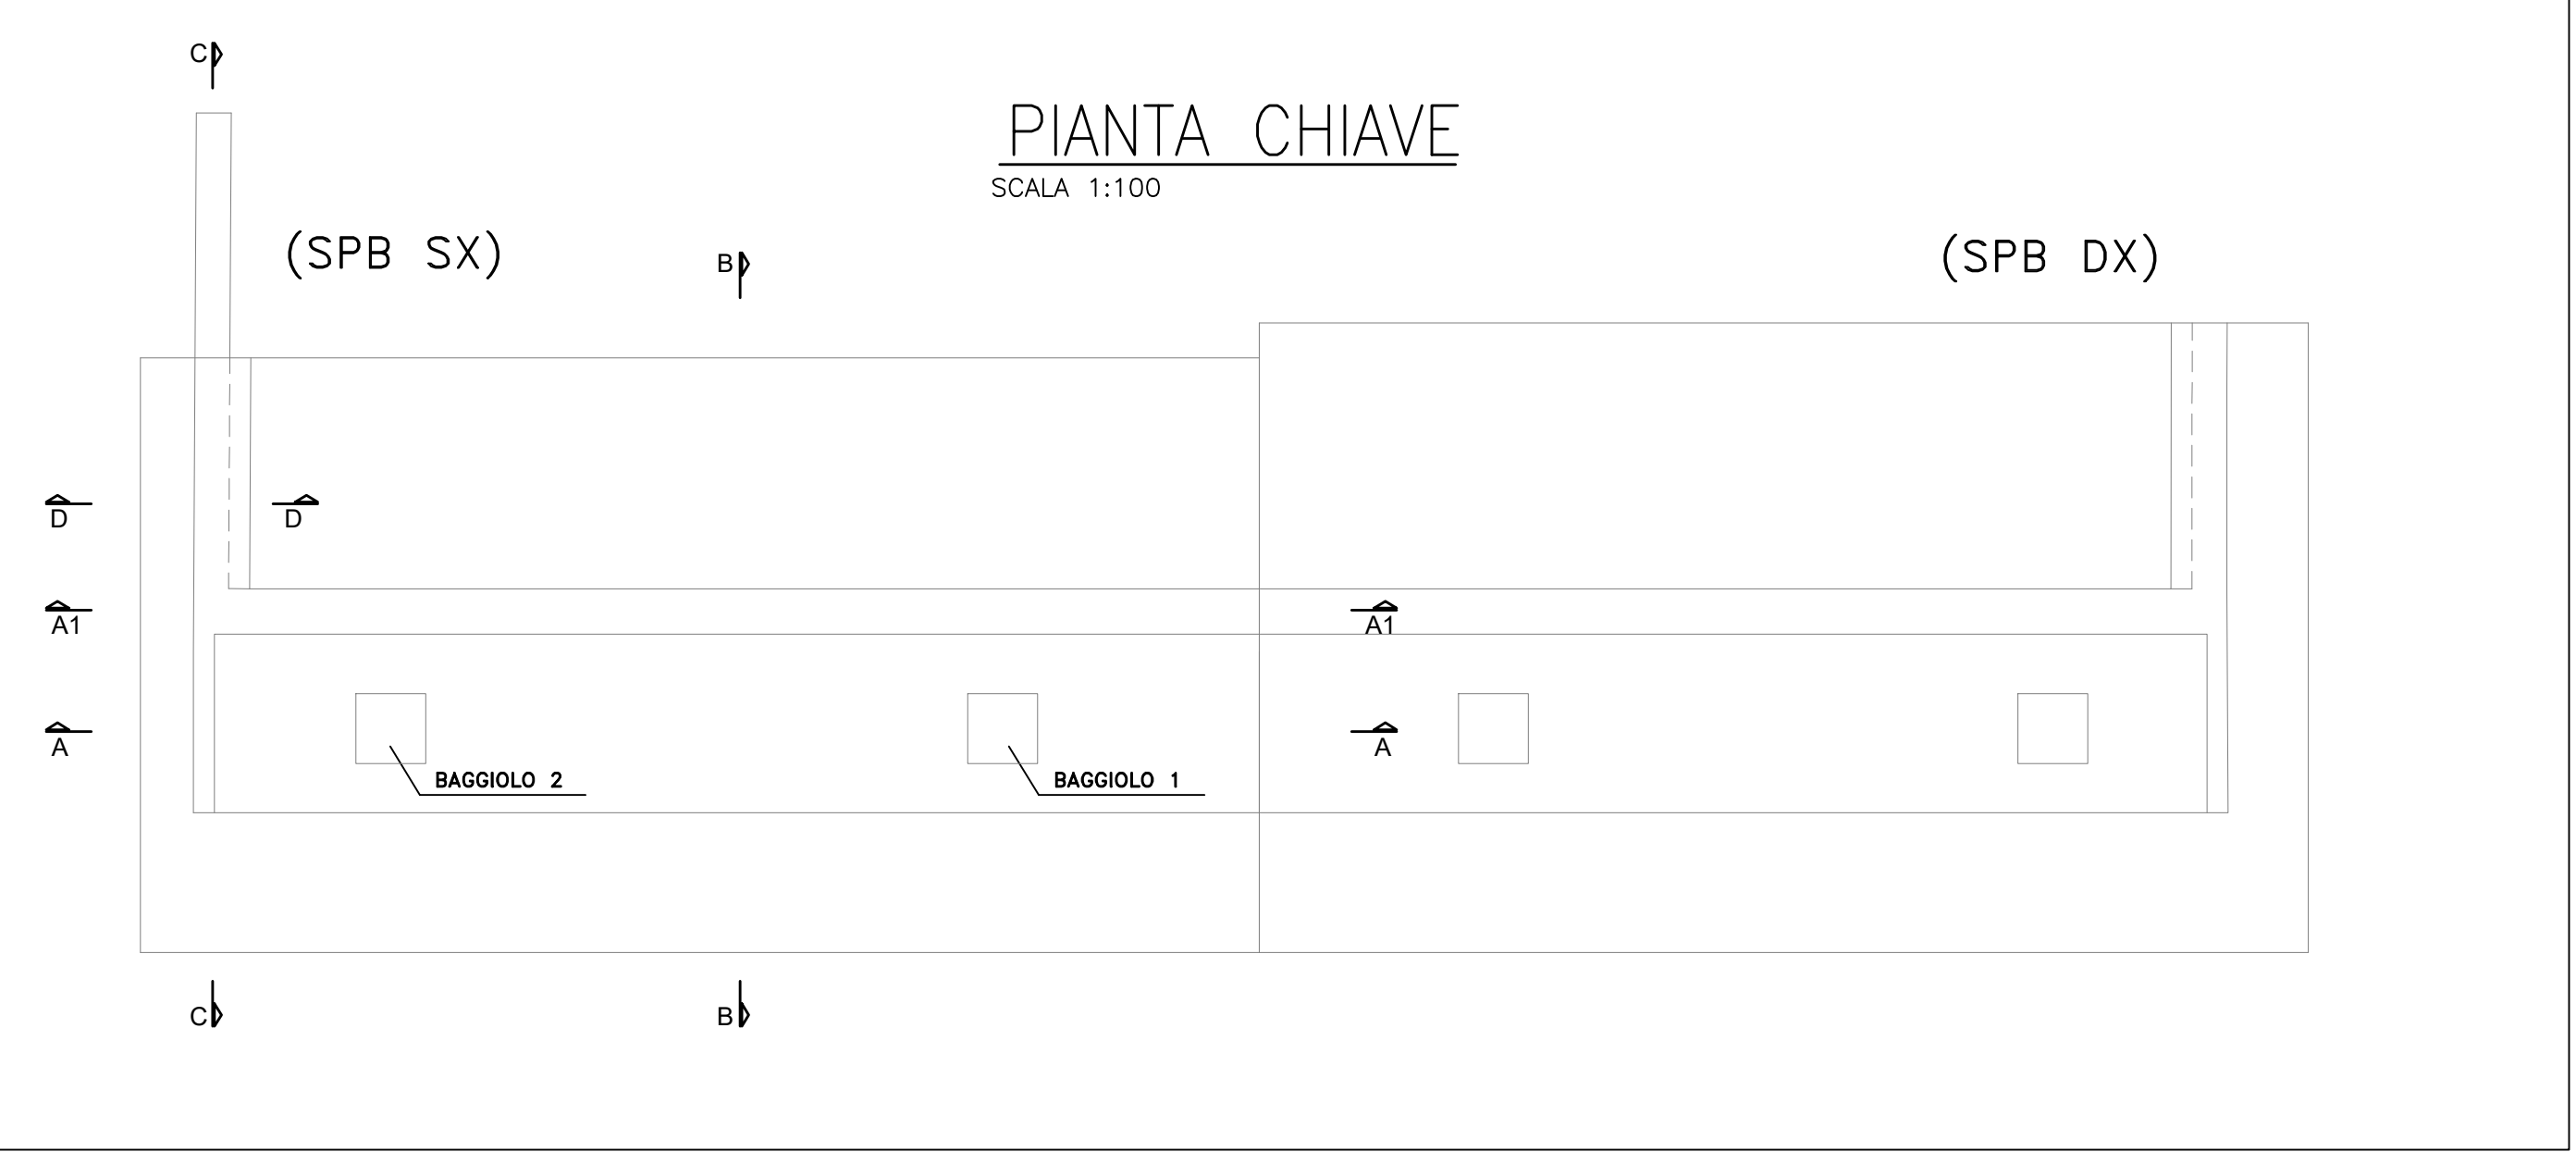 C
PIANTA CHIAVE
SCALA 1:100
(SPB SX)
B
(SPB DX)
D
D
A1
A1
A
A
BAGGIOLO 2
BAGGIOLO 1
C
B